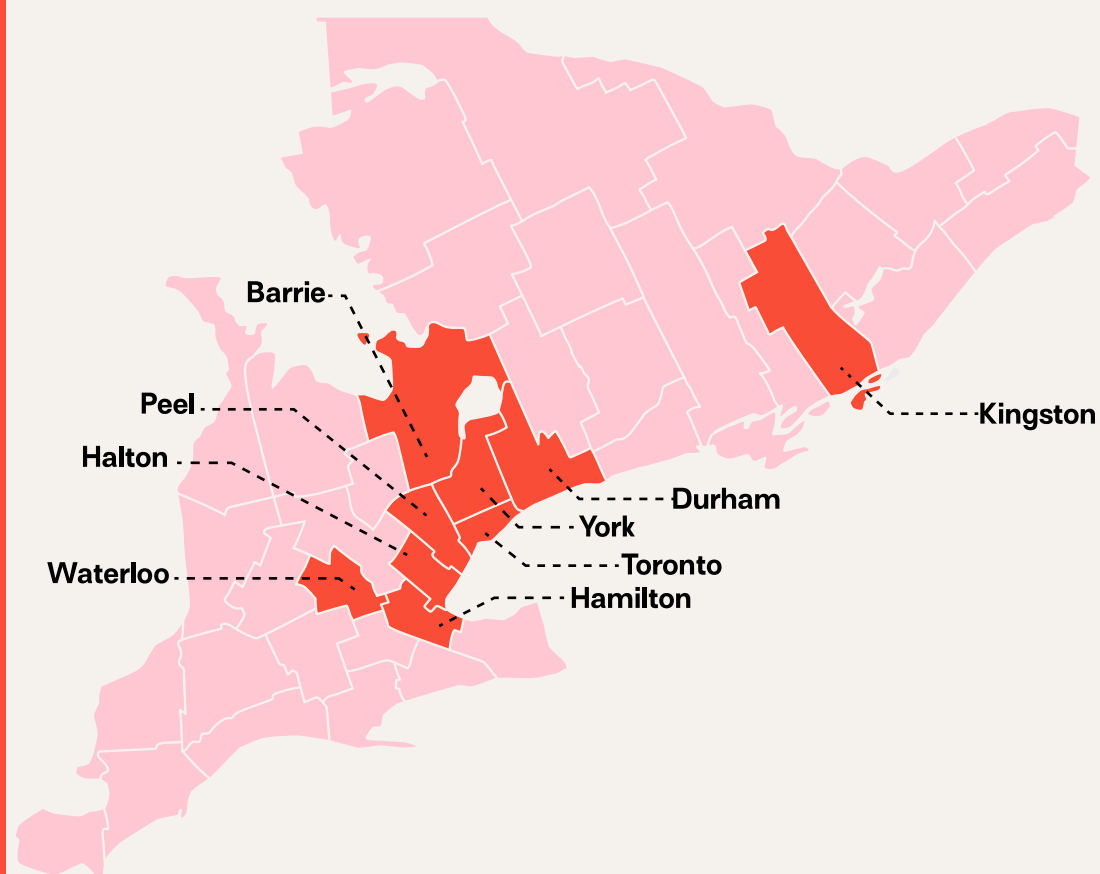 Barrie
Peel
Kingston
Halton
Durham
York
Toronto
Waterloo
Hamilton